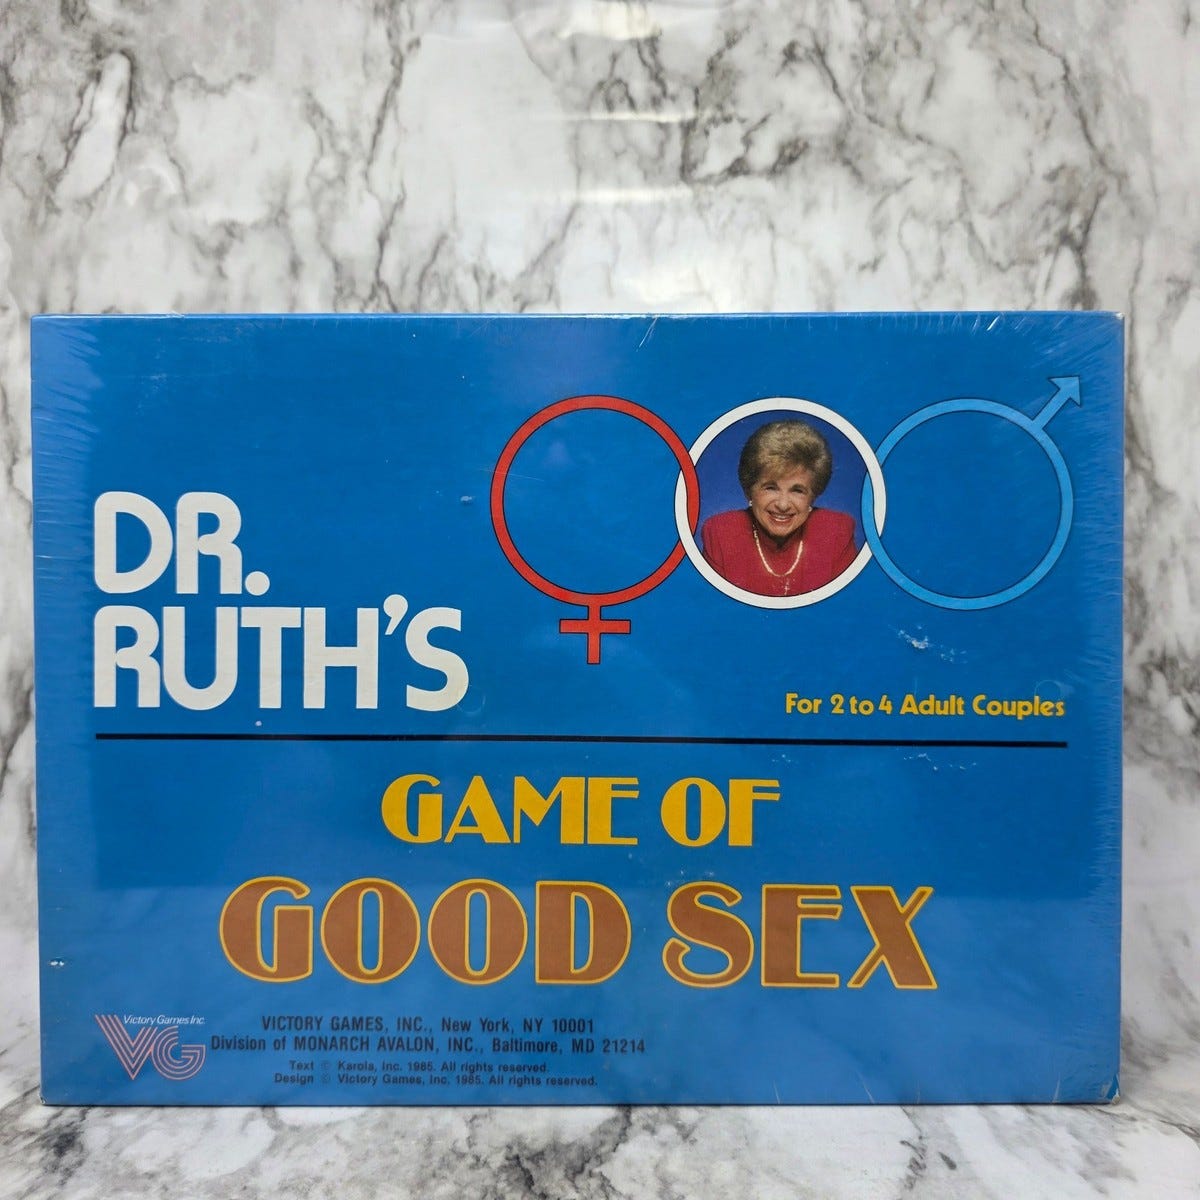 DR.
RUTH'S
For 2 to 4 Adult Couples
GAME OF
GOOD SEX
Victory Games Inc.
VG
VICTORY GAMES, INC., New York, NY 10001
Division of MONARCH AVALON, INC., Baltimore, MD 21214
Text © Karola, Inc. 1985. All rights reserved.
Design © Victory Games, Inc. 1985. All rights reserved.